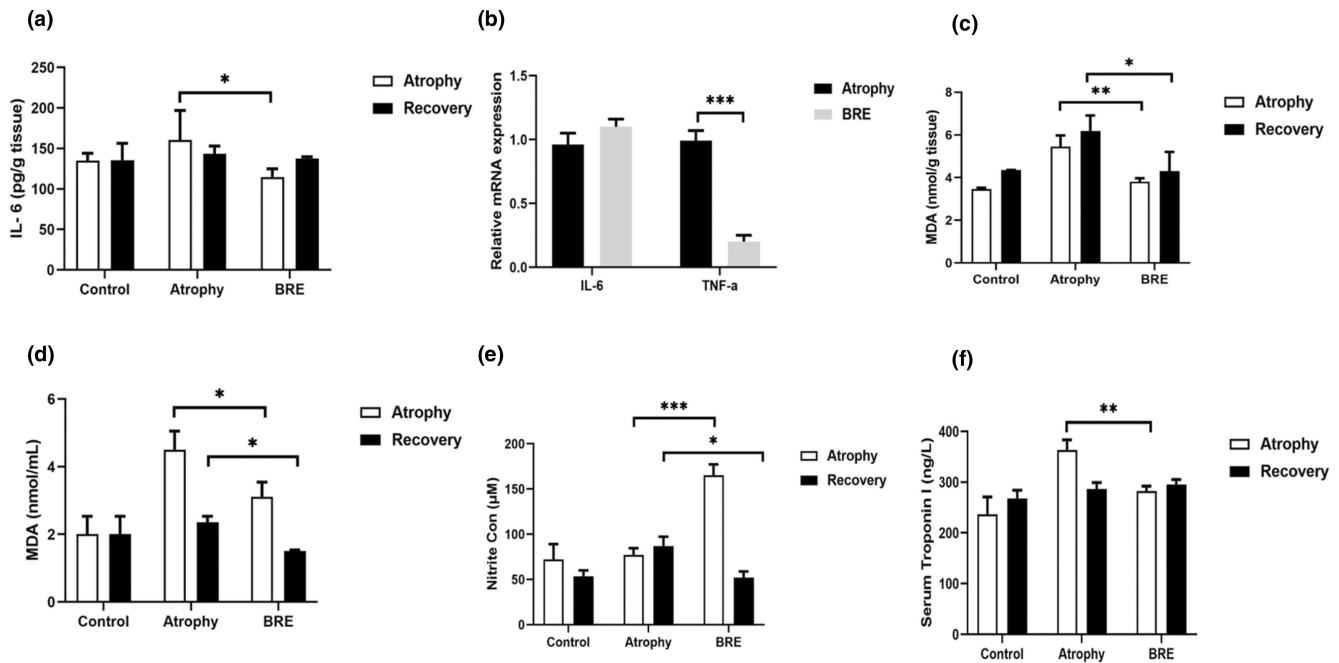 (a)
IL- 6 (pg/g tissue)
250
200
150
100
50
0
*
Control
Atrophy
BRE
Atrophy
Recovery
(b)
Relative mRNA expression
1.5
1.0
0.5
0.0
***
IL-6
TNF-a
Atrophy
BRE
(c)
MDA (nmol/g tissue)
8
6
4
2
0
*
**
Control
Atrophy
BRE
Atrophy
Recovery
(d)
MDA (nmol/mL)
6
4
2
0
*
*
Control
Atrophy
BRE
Atrophy
Recovery
(e)
Nitrite Con (µM)
200
150
100
50
0
***
*
Control
Atrophy
BRE
Atrophy
Recovery
(f)
Serum Troponin I (ng/L)
400
300
200
100
0
**
Control
Atrophy
BRE
Atrophy
Recovery